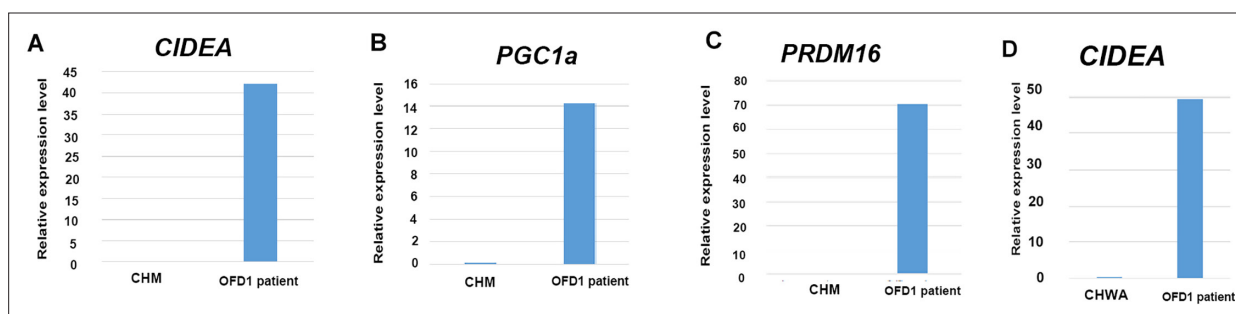 A
CIDEA
Relative expression level
45
40
35
30
25
20
15
10
5
0
CHM
OFD1 patient
B
PGC1a
Relative expression level
16
14
12
10
8
6
4
2
0
CHM
OFD1 patient
C
PRDM16
Relative expression level
80
70
60
50
40
30
20
10
0
CHM
OFD1 patient
D
CIDEA
Relative expression level
50
40
30
20
10
0
CHWA
OFD1 patient